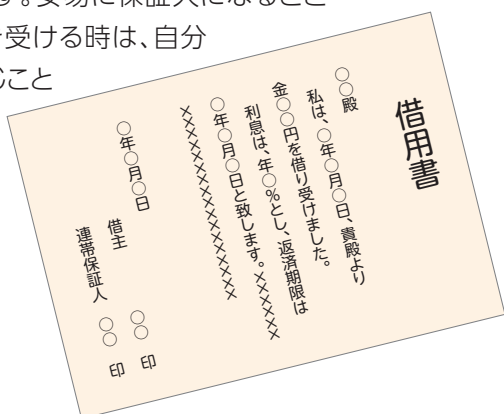 す。安易に保証人になること
を受ける時は、自分
こと
借用書
○○殿
私は、○年○月○日、貴殿より
金○○円を借り受けました。
利息は、年○%とし、返済期限は
○年○月○日と致します。××××××
×××××××××××××××
○年○月○日
借主 ○○ 印
連帯保証人 ○○ 印